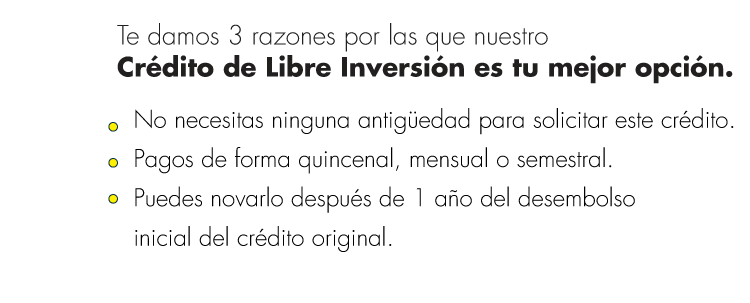 Te damos 3 razones por las que nuestro
Crédito de Libre Inversión es tu mejor opción.
No necesitas ninguna antigüedad para solicitar este crédito.
Pagos de forma quincenal, mensual o semestral.
Puedes novarlo después de 1 año del desembolso
inicial del crédito original.